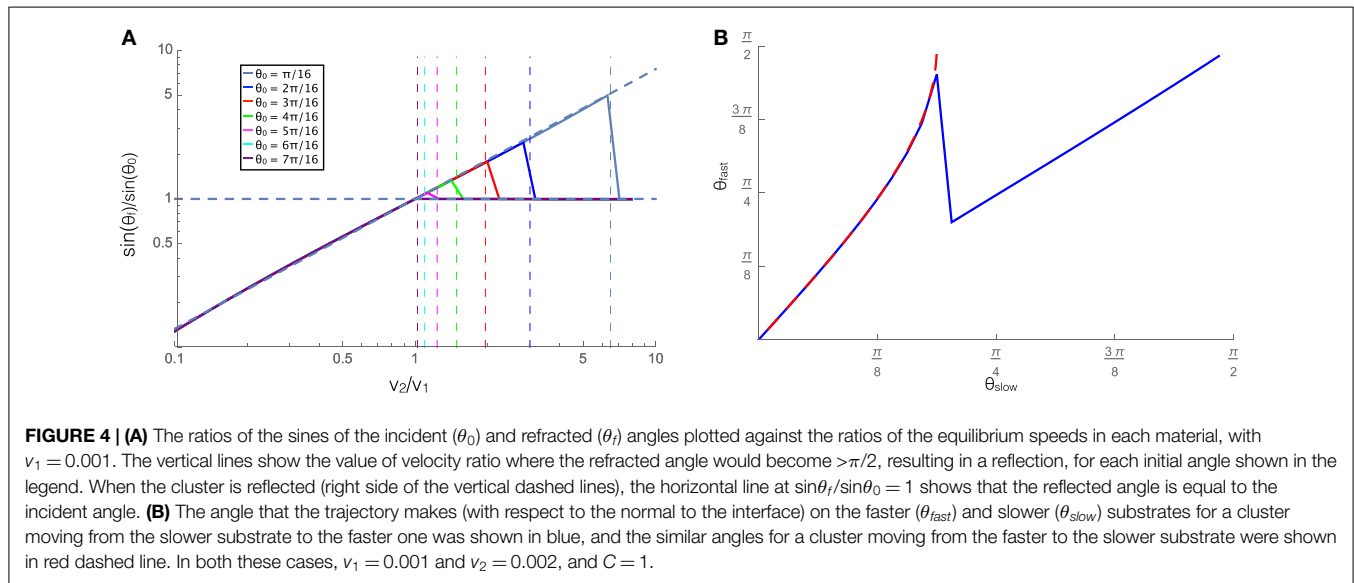 A
B
10
5
1
0.5
sin(θf)/sin(θ0)
θ0 = π/16
θ0 = 2π/16
θ0 = 3π/16
θ0 = 4π/16
θ0 = 5π/16
θ0 = 6π/16
θ0 = 7π/16
0.1 0.5 1 5 10
v2/v1
π/2
3π/8
π/4
π/8
θfast
π/8 π/4 3π/8 π/2
θslow
FIGURE 4 | (A) The ratios of the sines of the incident (θ0) and refracted (θf) angles plotted against the ratios of the equilibrium speeds in each material, with
v1 = 0.001. The vertical lines show the value of velocity ratio where the refracted angle would become >π/2, resulting in a reflection, for each initial angle shown in the
legend. When the cluster is reflected (right side of the vertical dashed lines), the horizontal line at sinθf/sinθ0 = 1 shows that the reflected angle is equal to the
incident angle. (B) The angle that the trajectory makes (with respect to the normal to the interface) on the faster (θfast) and slower (θslow) substrates for a cluster
moving from the slower substrate to the faster one was shown in blue, and the similar angles for a cluster moving from the faster to the slower substrate were shown
in red dashed line. In both these cases, v1 = 0.001 and v2 = 0.002, and C = 1.